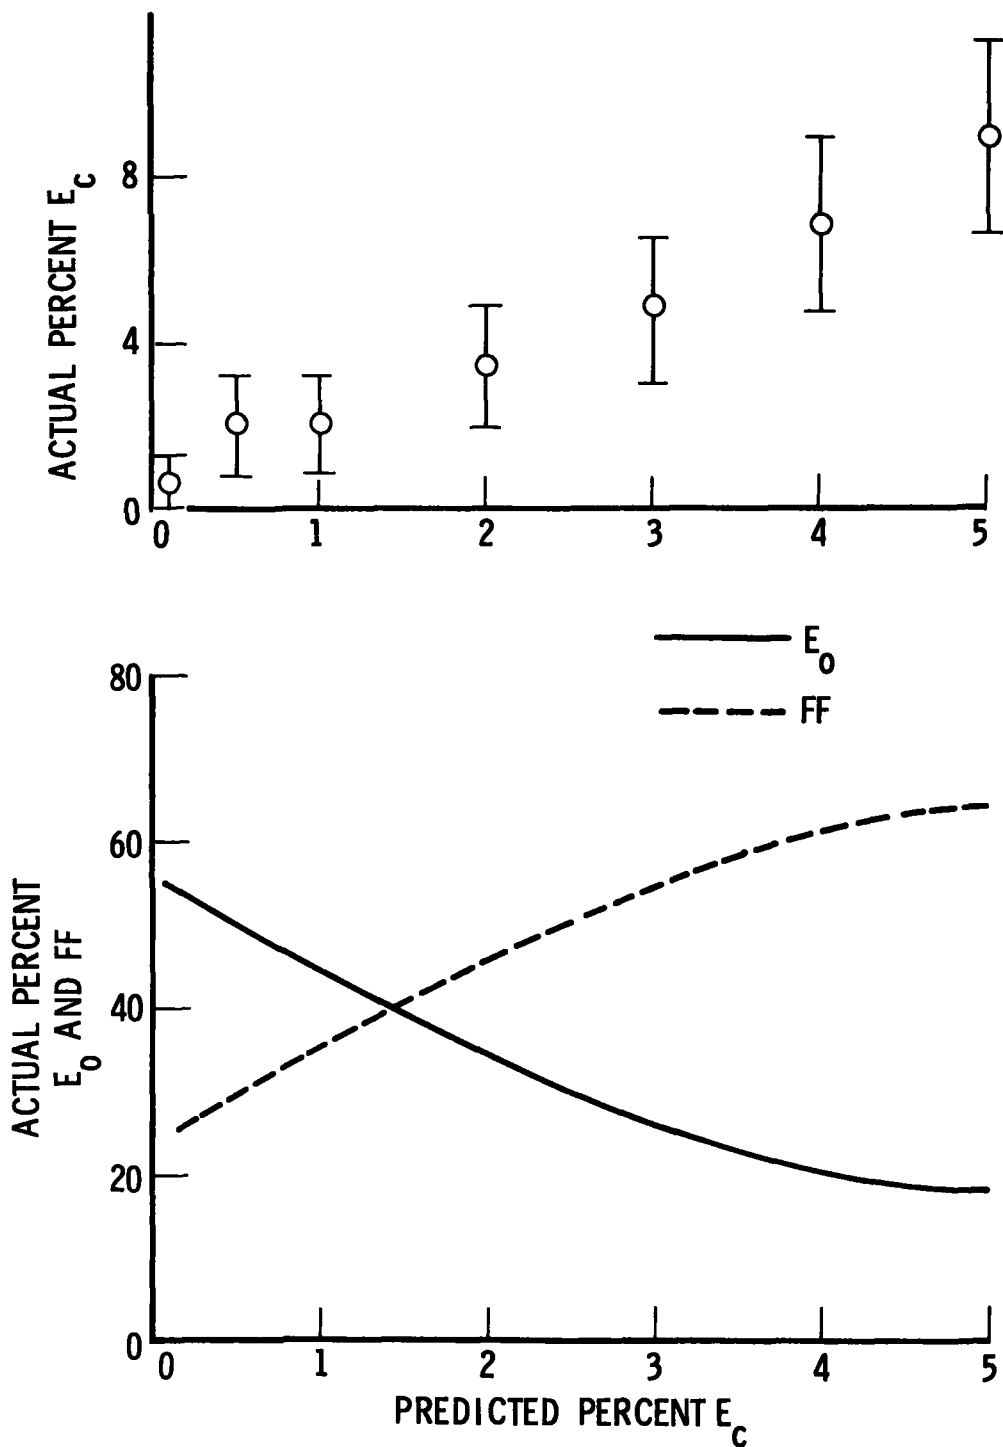 ACTUAL PERCENT E_c
8
4
0
0 1 2 3 4 5
E_o
FF
ACTUAL PERCENT
E_o AND FF
80
60
40
20
0
0 1 2 3 4 5
PREDICTED PERCENT E_c